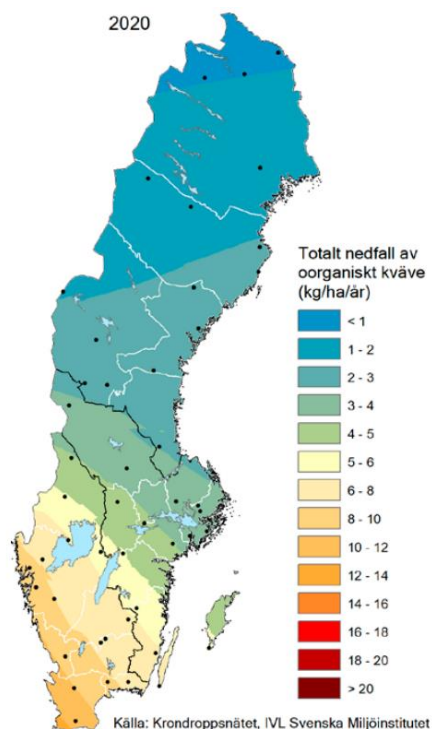 2020
Totalt nedfall av
oorganiskt kväve
(kg/ha/år)
< 1
1 - 2
2 - 3
3 - 4
4 - 5
5 - 6
6 - 8
8 - 10
10 - 12
12 - 14
14 - 16
16 - 18
18 - 20
> 20
Källa: Krondroppsnätet, IVL Svenska Miljöinstitutet